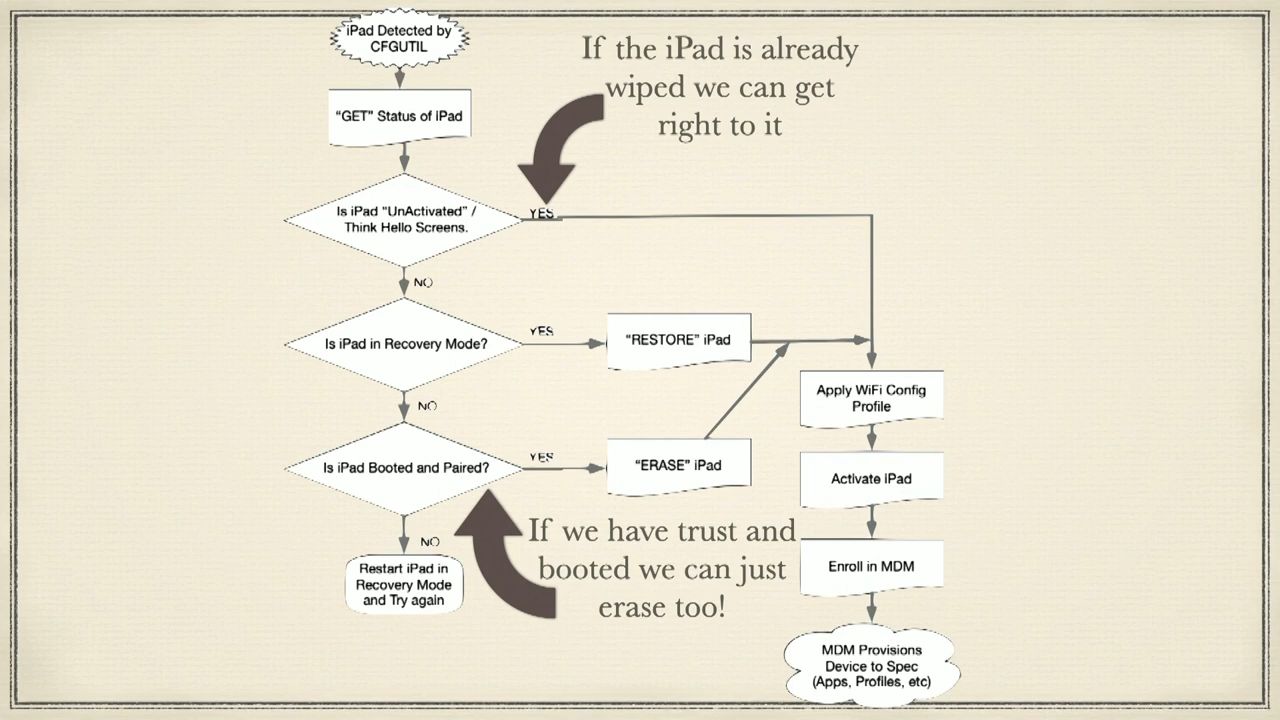 iPad Detected by
CFGUTIL
If the iPad is already
wiped we can get
right to it
“GET” Status of iPad
Is iPad “UnActivated” /
Think Hello Screens.
YES
NO
Is iPad in Recovery Mode?
YES
“RESTORE” iPad
Apply WiFi Config
Profile
NO
Is iPad Booted and Paired?
YES
“ERASE” iPad
Activate iPad
If we have trust and
booted we can just
erase too!
NO
Restart iPad in
Recovery Mode
and Try again
Enroll in MDM
MDM Provisions
Device to Spec
(Apps, Profiles, etc)